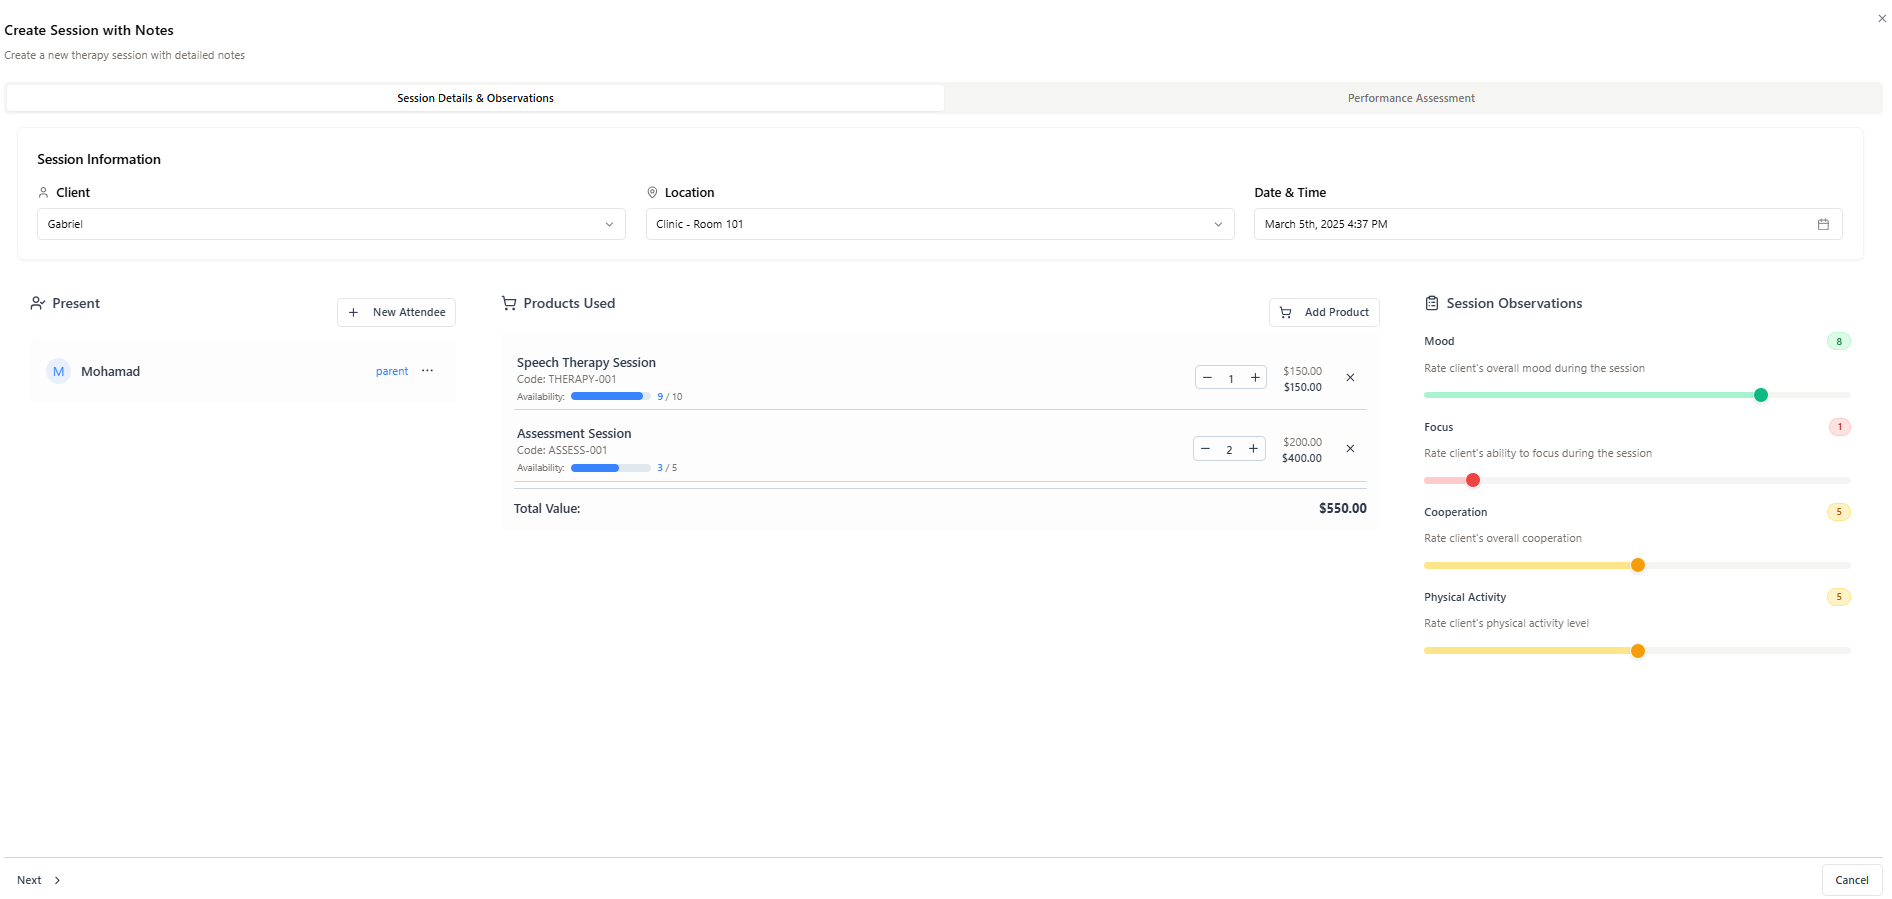 Create Session with Notes
Create a new therapy session with detailed notes
Session Details & Observations
Performance Assessment
Session Information
Client
Location
Date & Time
Gabriel
Clinic - Room 101
March 5th, 2025 4:37 PM
Present
New Attendee
M Mohamad parent
Products Used
Add Product
Speech Therapy Session
Code: THERAPY-001
Availability: 9 / 10
1
$150.00
$150.00
Assessment Session
Code: ASSESS-001
Availability: 3 / 5
2
$200.00
$400.00
Total Value: $550.00
Session Observations
Mood 8
Rate client's overall mood during the session
Focus 1
Rate client's ability to focus during the session
Cooperation 5
Rate client's overall cooperation
Physical Activity 5
Rate client's physical activity level
Next
Cancel